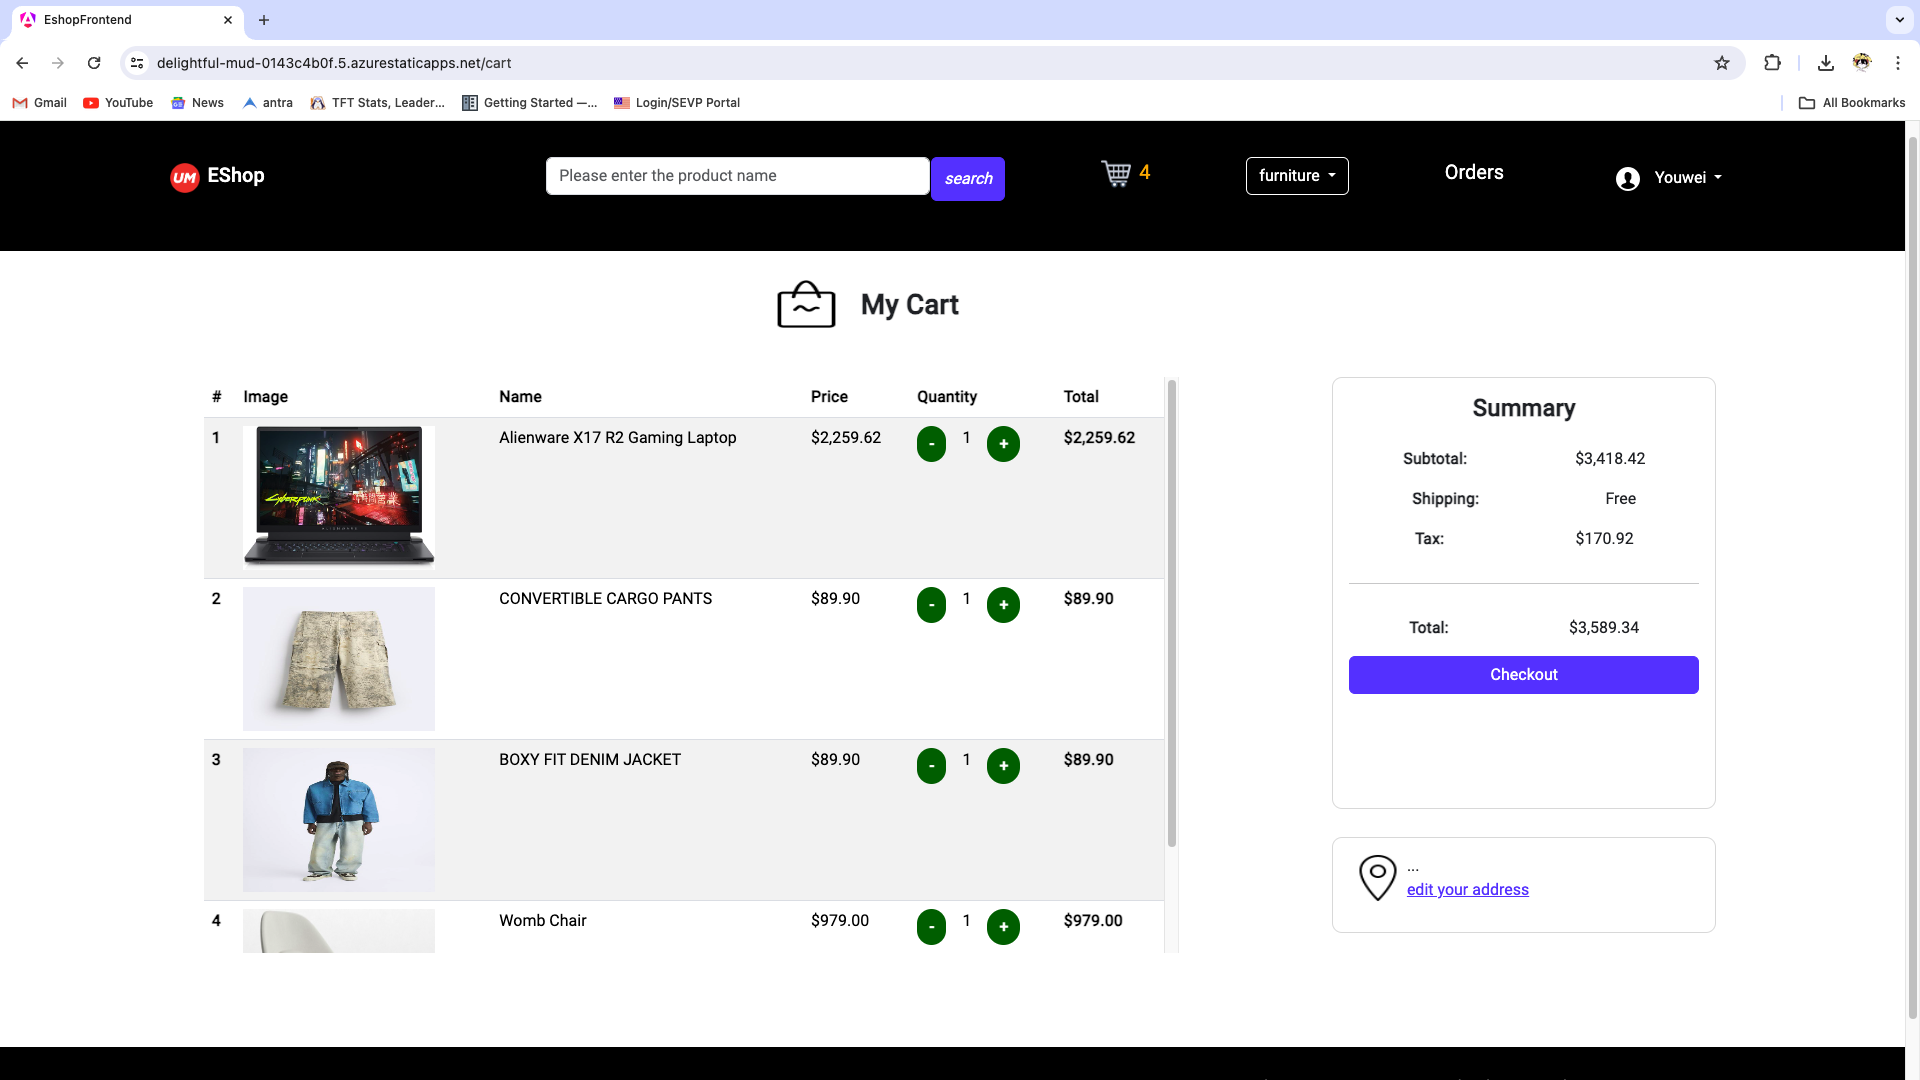 EshopFrontend
delightful-mud-0143c4b0f.5.azurestaticapps.net/cart
Gmail YouTube News antra TFT Stats, Leader... Getting Started —... Login/SEVP Portal All Bookmarks
UM EShop Please enter the product name search 4 furniture Orders Youwei
My Cart
# Image Name Price Quantity Total
1 Alienware X17 R2 Gaming Laptop $2,259.62 - 1 + $2,259.62
2 CONVERTIBLE CARGO PANTS $89.90 - 1 + $89.90
3 BOXY FIT DENIM JACKET $89.90 - 1 + $89.90
4 Womb Chair $979.00 - 1 + $979.00
Summary
Subtotal: $3,418.42
Shipping: Free
Tax: $170.92
Total: $3,589.34
Checkout
...
edit your address